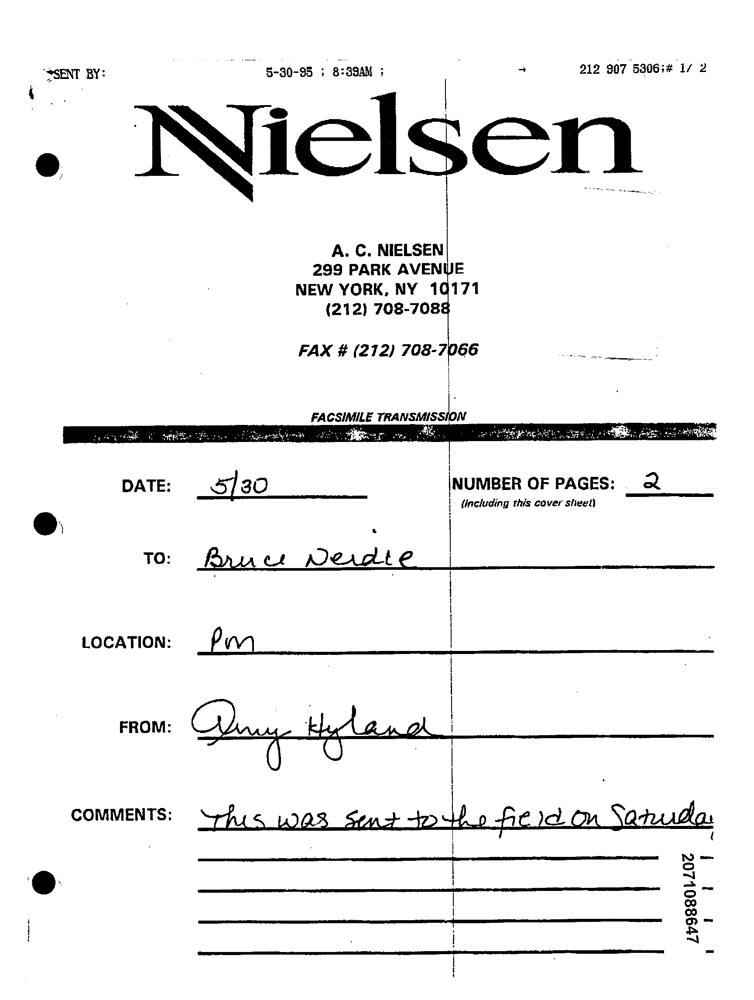 SENT BY: 5-30-95 ; 8:39AM ; → 212 907 5306;# 1/ 2
Nielsen
A. C. NIELSEN
299 PARK AVENUE
NEW YORK, NY 10171
(212) 708-7088
FAX # (212) 708-7066
FACSIMILE TRANSMISSION
DATE: 5/30 NUMBER OF PAGES: 2
(Including this cover sheet)
TO: Bruce Nerdle
LOCATION: PM
FROM: Amy Hyland
COMMENTS: This was sent to the field on Saturda
2071088647